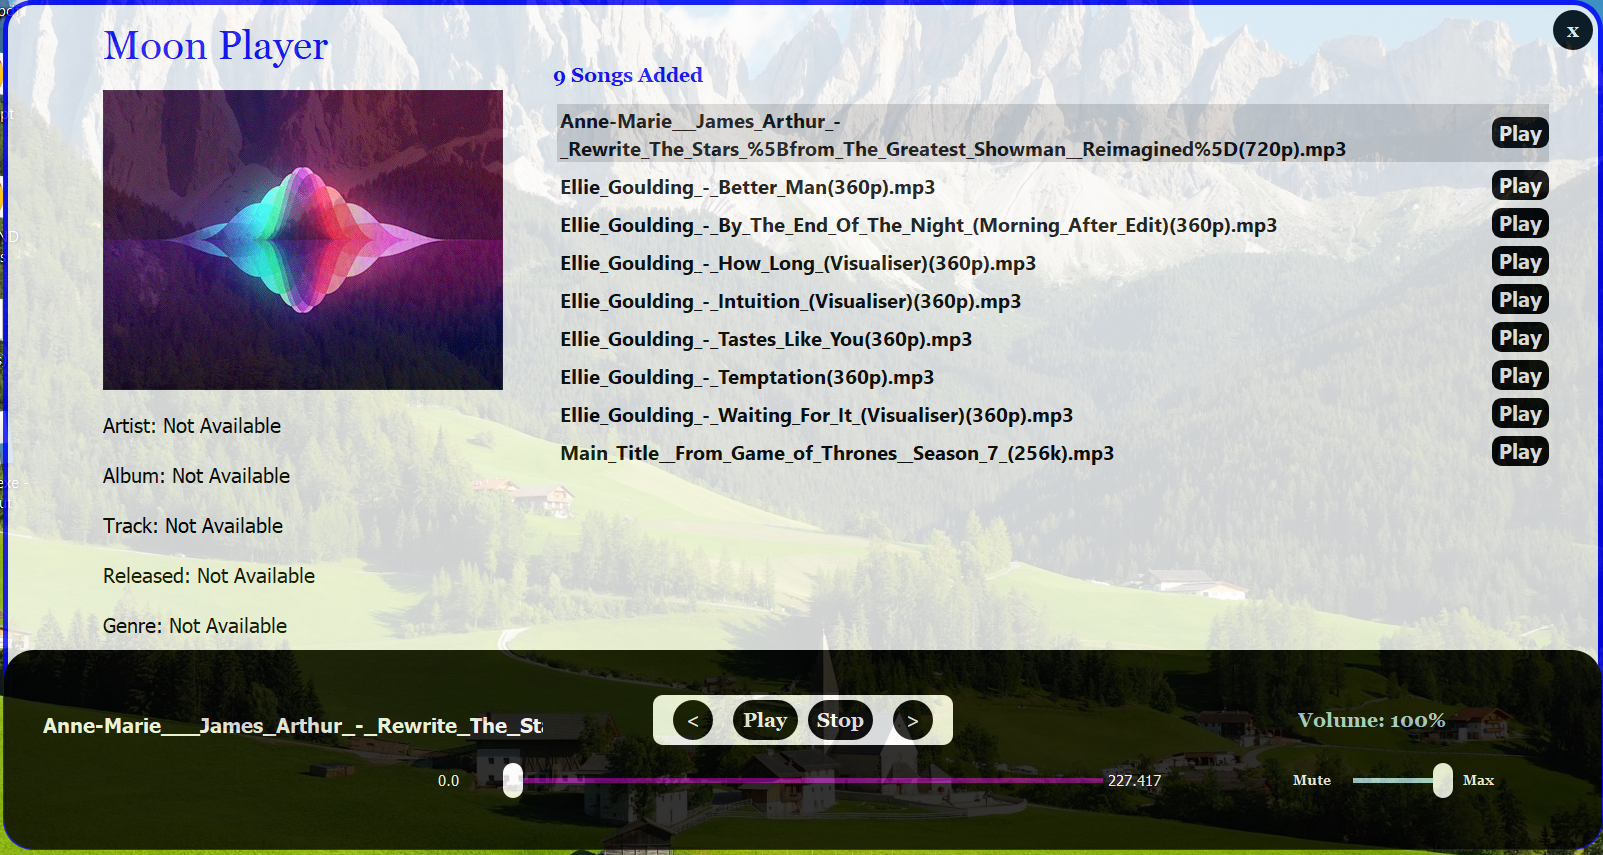 Moon Player
x
9 Songs Added
Anne-Marie___James_Arthur_-
_Rewrite_The_Stars_%5Bfrom_The_Greatest_Showman__Reimagined%5D(720p).mp3
Play
Ellie_Goulding_-_Better_Man(360p).mp3
Play
Ellie_Goulding_-_By_The_End_Of_The_Night_(Morning_After_Edit)(360p).mp3
Play
Ellie_Goulding_-_How_Long_(Visualiser)(360p).mp3
Play
Ellie_Goulding_-_Intuition_(Visualiser)(360p).mp3
Play
Ellie_Goulding_-_Tastes_Like_You(360p).mp3
Play
Ellie_Goulding_-_Temptation(360p).mp3
Play
Ellie_Goulding_-_Waiting_For_It_(Visualiser)(360p).mp3
Play
Main_Title__From_Game_of_Thrones__Season_7_(256k).mp3
Play
Artist: Not Available
Album: Not Available
Track: Not Available
Released: Not Available
Genre: Not Available
Anne-Marie___James_Arthur_-_Rewrite_The_Sta
< Play Stop >
Volume: 100%
0.0
227.417
Mute
Max